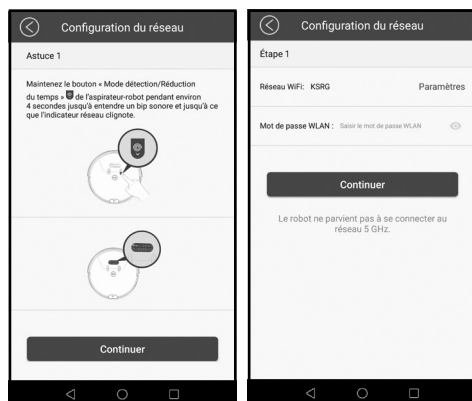 Configuration du réseau
Astuce 1
Maintenez le bouton « Mode détection/Réduction
du temps » de l'aspirateur-robot pendant environ
4 secondes jusqu'à entendre un bip sonore et jusqu'à ce
que l'indicateur réseau clignote.
Continuer
Configuration du réseau
Étape 1
Réseau WiFi: KSRG Paramètres
Mot de passe WLAN : Saisir le mot de passe WLAN
Continuer
Le robot ne parvient pas à se connecter au
réseau 5 GHz.